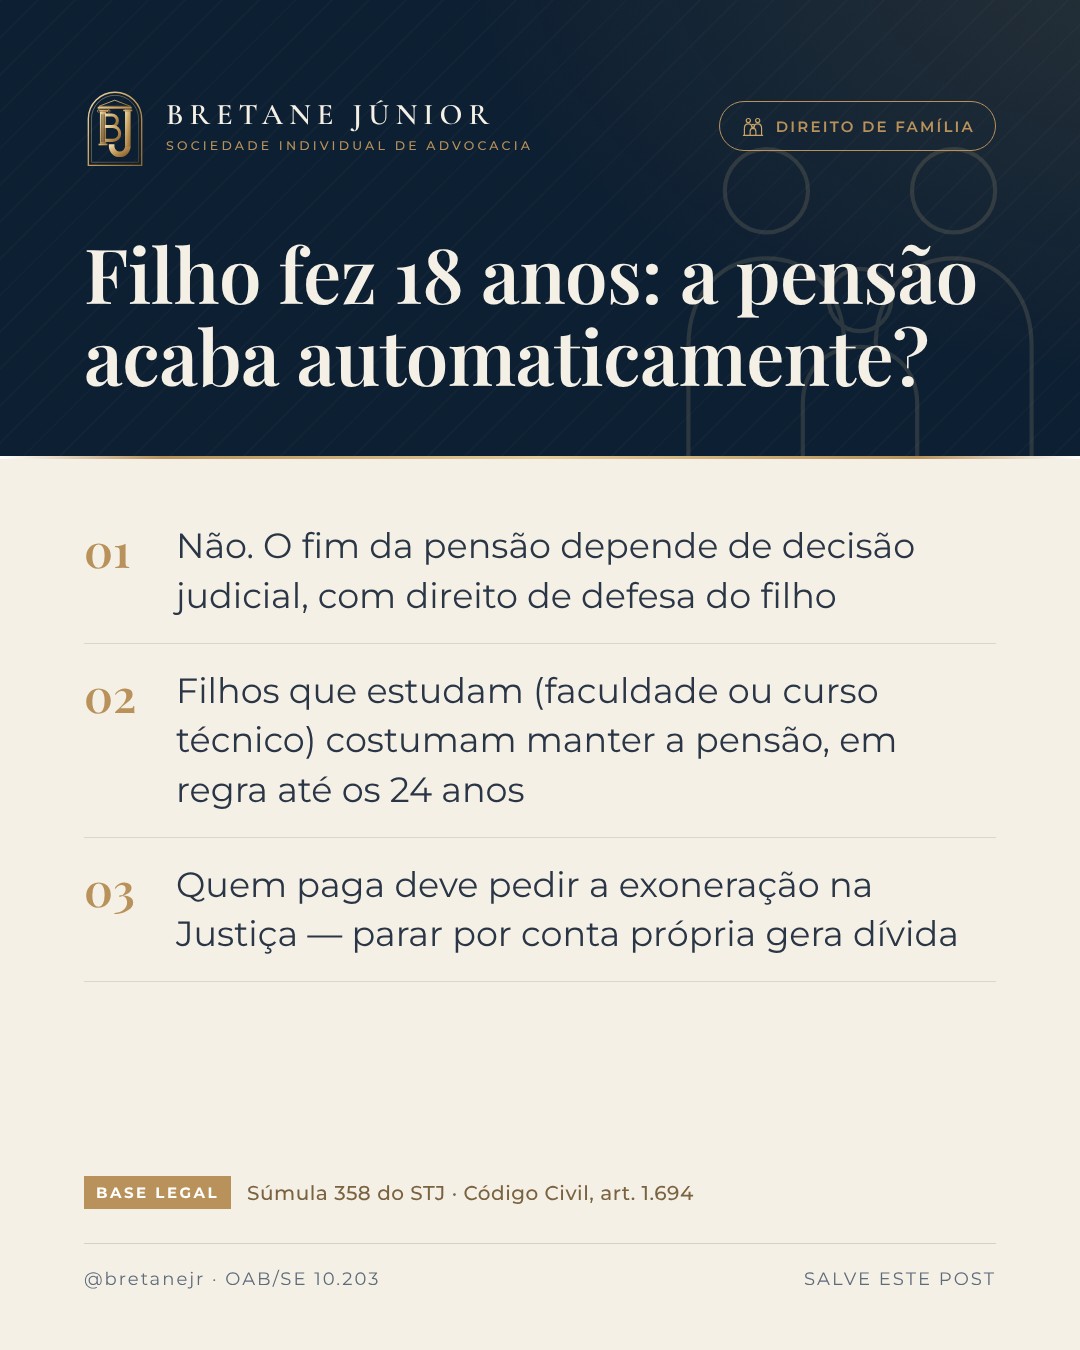 BJ
BRETANE JÚNIOR
SOCIEDADE INDIVIDUAL DE ADVOCACIA
DIREITO DE FAMÍLIA
Filho fez 18 anos: a pensão
acaba automaticamente?
01
Não. O fim da pensão depende de decisão
judicial, com direito de defesa do filho
02
Filhos que estudam (faculdade ou curso
técnico) costumam manter a pensão, em
regra até os 24 anos
03
Quem paga deve pedir a exoneração na
Justiça — parar por conta própria gera dívida
BASE LEGAL
Súmula 358 do STJ · Código Civil, art. 1.694
@bretanejr · OAB/SE 10.203
SALVE ESTE POST